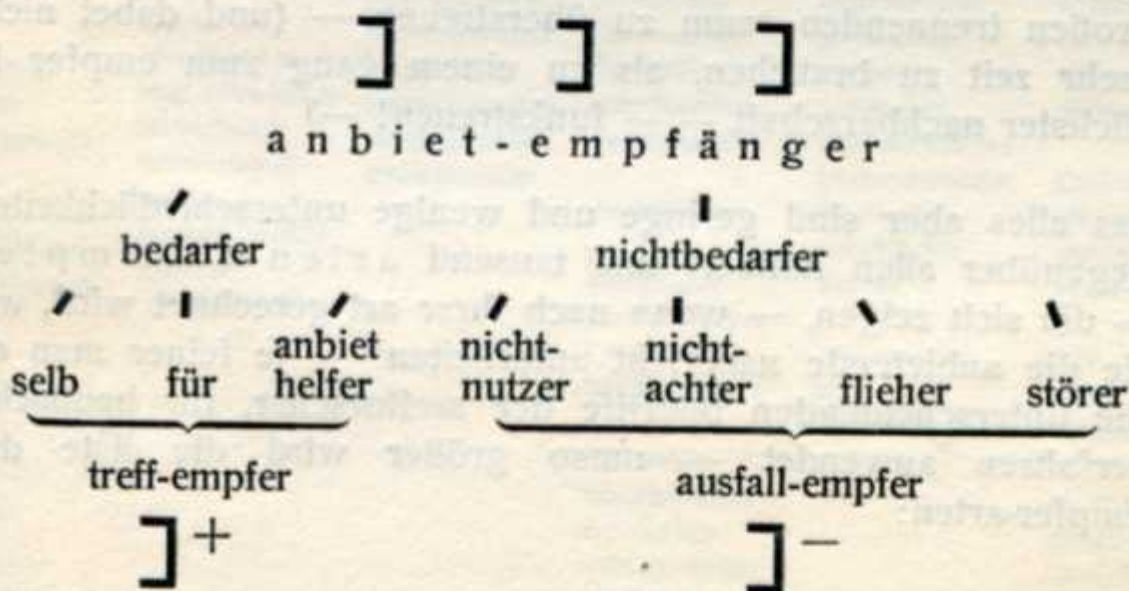 ] ] ]
anbiet-empfänger
bedarfer nichtbedarfer
selb für anbiet helfer nicht-nutzer nicht-achter flieher störer
treff-empfer ausfall-empfer
]+ ]−